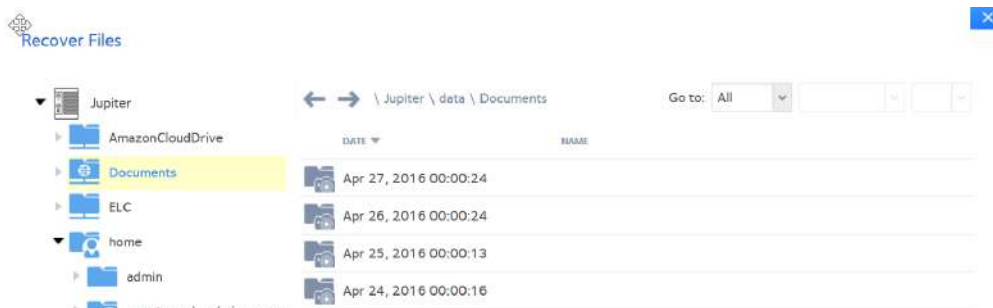 Recover Files
Jupiter
\ Jupiter \ data \ Documents
Go to: All
AmazonCloudDrive
DATE NAME
Documents
Apr 27, 2016 00:00:24
ELC
Apr 26, 2016 00:00:24
home
Apr 25, 2016 00:00:13
admin
Apr 24, 2016 00:00:16